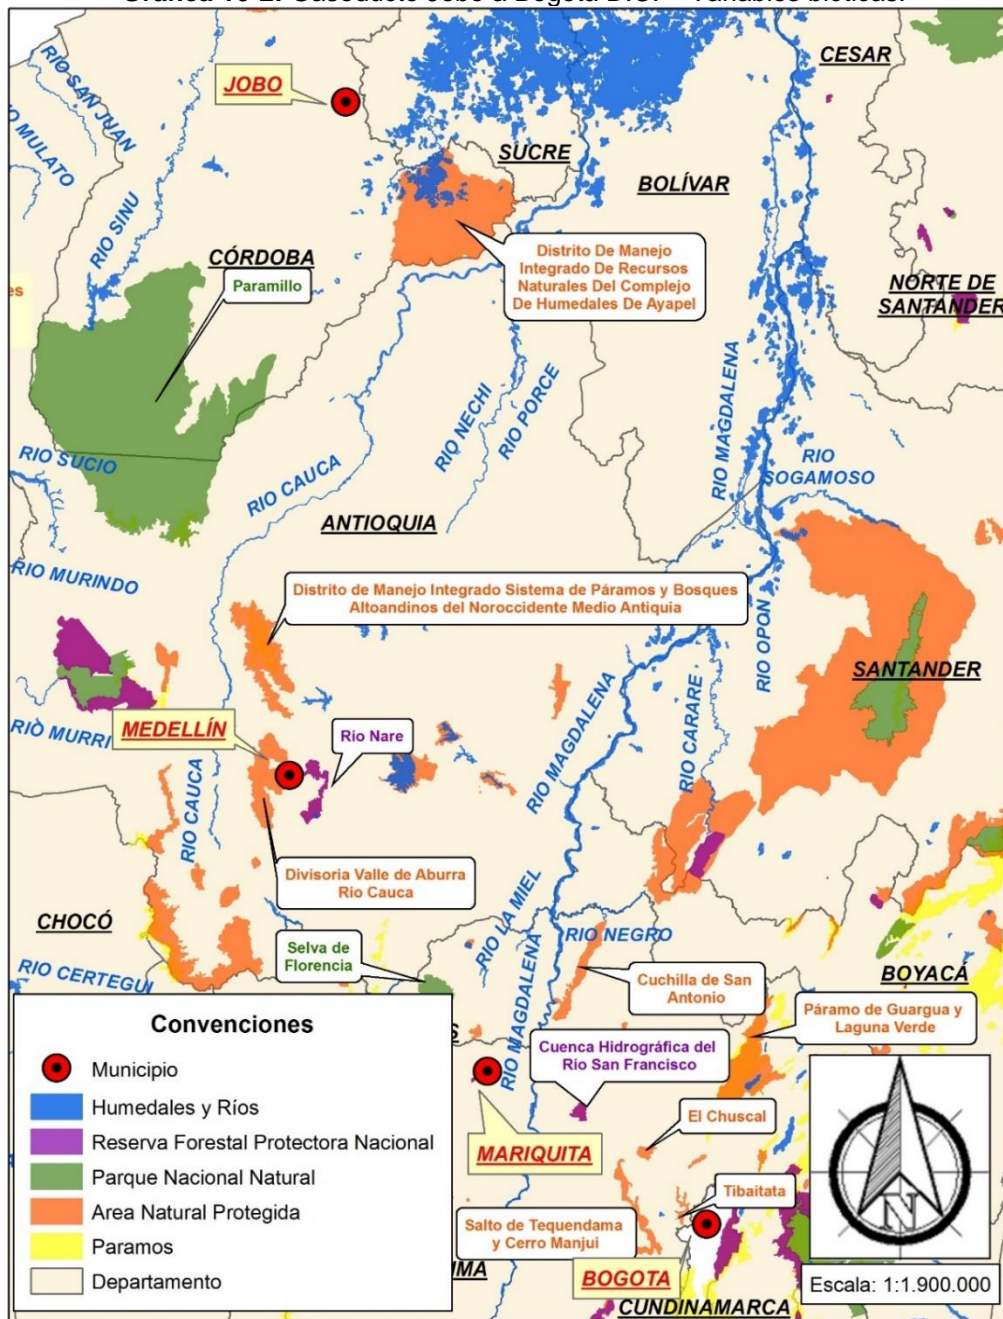 CESAR
RIO SAN JUAN
JOBO
RIO MULATO
SUCRE
BOLÍVAR
RIO SINU
CÓRDOBA
Paramillo
Distrito De Manejo
Integrado De Recursos
Naturales Del Complejo
De Humedales De Ayapel
NORTE DE
SANTANDER
es
RIO NECHI
RIO PORCE
RIO MAGDALENA
RIO
SOGAMOSO
RIO SUCIO
RIO CAUCA
ANTIOQUIA
RIO MURINDO
Distrito de Manejo Integrado Sistema de Páramos y Bosques
Altoandinos del Noroccidente Medio Antiquia
RIO OPON
SANTANDER
RIO CARARE
RIO MAGDALENA
RIO MURRI
MEDELLÍN
Rio Nare
RIO CAUCA
Divisoria Valle de Aburra
Rio Cauca
CHOCÓ
RIO LA MIEL
RIO MAGDALENA
RIO NEGRO
Selva de
Florencia
RIO CERTEGUI
Cuchilla de San
Antonio
BOYACÁ
Páramo de Guargua y
Laguna Verde
S
Cuenca Hidrográfica del
Rio San Francisco
El Chuscal
MARIQUITA
Tibaitata
Salto de Tequendama
y Cerro Manjui
IMA
BOGOTA
CUNDINAMARCA
Convenciones
Municipio
Humedales y Ríos
Reserva Forestal Protectora Nacional
Parque Nacional Natural
Area Natural Protegida
Paramos
Departamento
N
Escala: 1:1.900.000